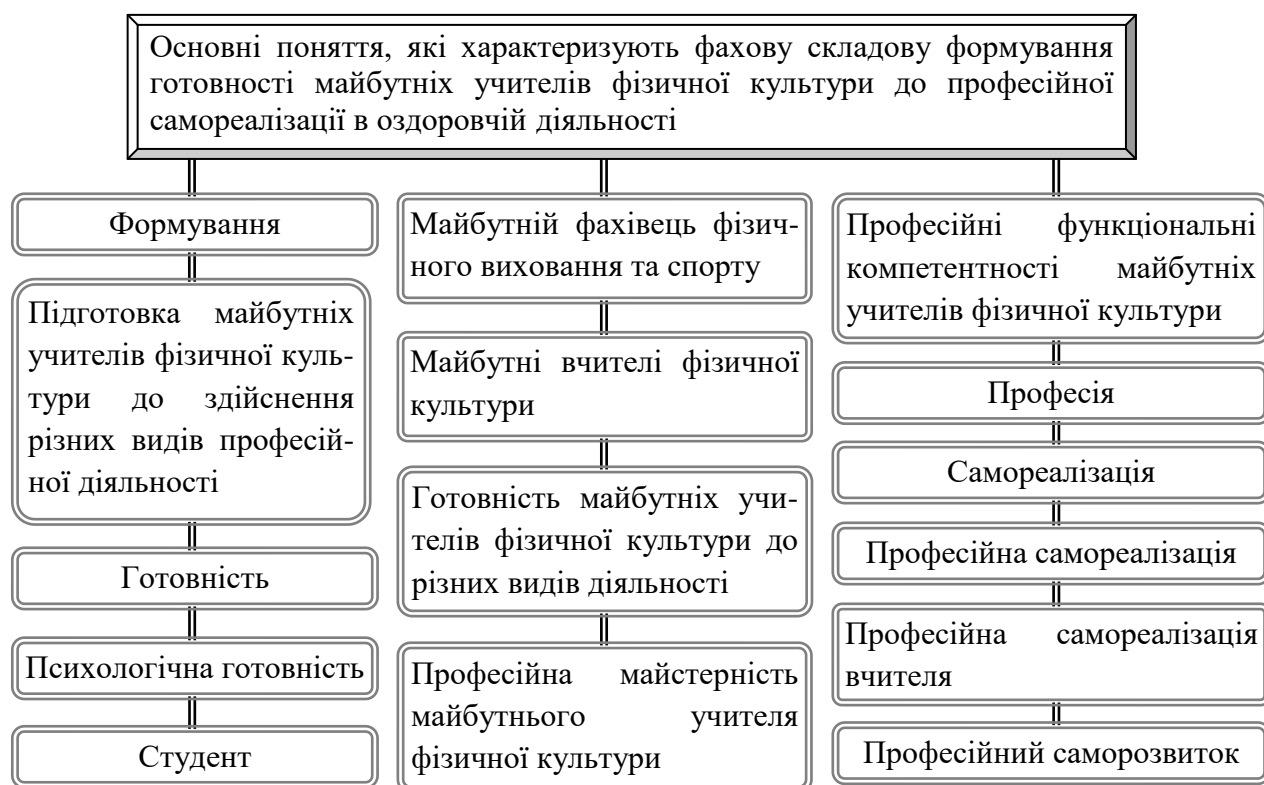 Основні поняття, які характеризують фахову складову формування
готовності майбутніх учителів фізичної культури до професійної
самореалізації в оздоровчій діяльності
Формування
Підготовка майбутніх
учителів фізичної куль-
тури до здійснення
різних видів професій-
ної діяльності
Готовність
Психологічна готовність
Студент
Майбутній фахівець фізич-
ного виховання та спорту
Майбутні вчителі фізичної
культури
Готовність майбутніх учи-
телів фізичної культури до
різних видів діяльності
Професійна майстерність
майбутнього учителя
фізичної культури
Професійні функціональні
компетентності майбутніх
учителів фізичної культури
Професія
Самореалізація
Професійна самореалізація
Професійна самореалізація
вчителя
Професійний саморозвиток